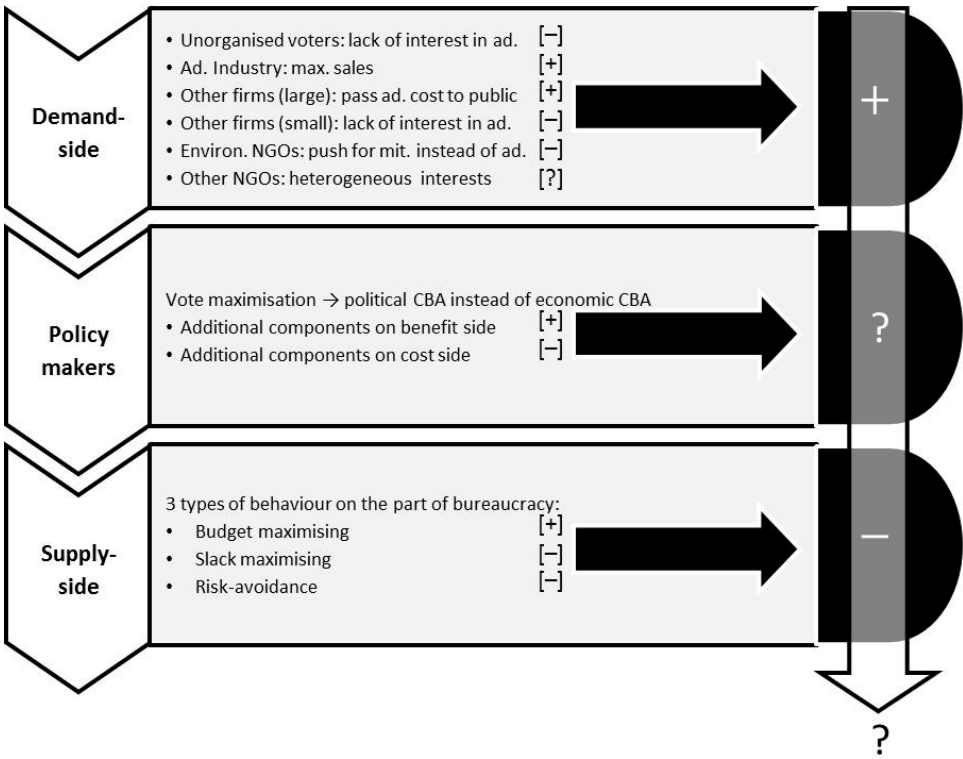 Demand-
side
• Unorganised voters: lack of interest in ad. [−]
• Ad. Industry: max. sales [+]
• Other firms (large): pass ad. cost to public [+]
• Other firms (small): lack of interest in ad. [−]
• Environ. NGOs: push for mit. instead of ad. [−]
• Other NGOs: heterogeneous interests [?]
+
Policy
makers
Vote maximisation → political CBA instead of economic CBA
• Additional components on benefit side [+]
• Additional components on cost side [−]
?
Supply-
side
3 types of behaviour on the part of bureaucracy:
• Budget maximising [+]
• Slack maximising [−]
• Risk-avoidance [−]
−
?